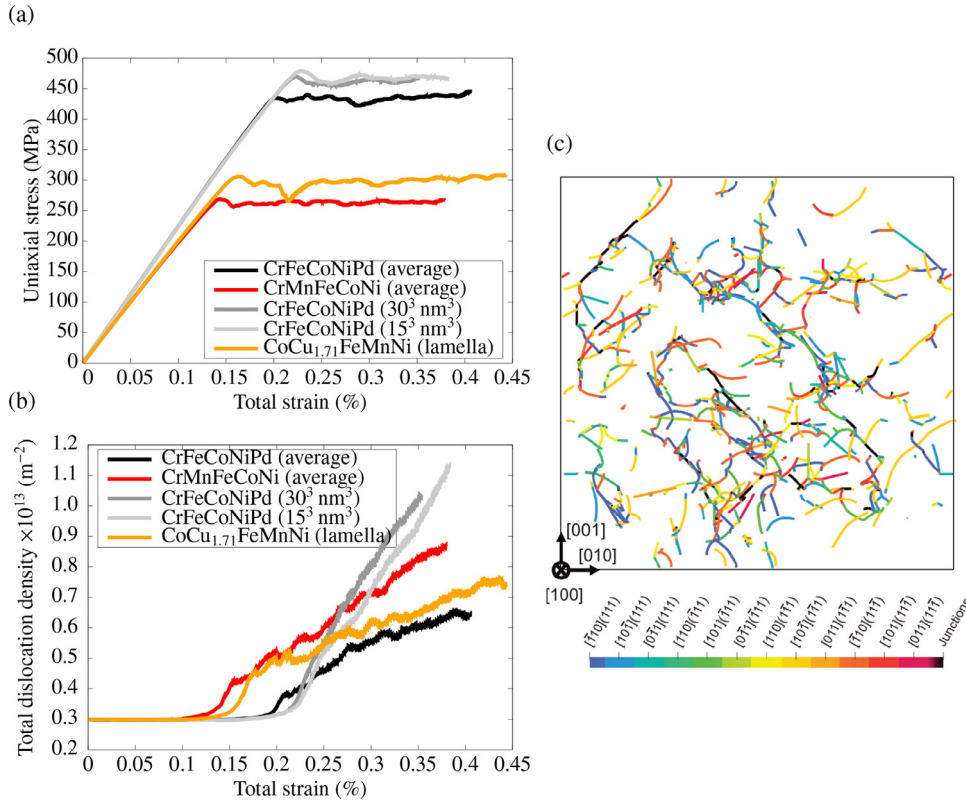 (a)
500
450
400
350
300
250
200
150
100
50
0
Uniaxial stress (MPa)
CrFeCoNiPd (average)
CrMnFeCoNi (average)
CrFeCoNiPd (30³ nm³)
CrFeCoNiPd (15³ nm³)
CoCu₁.₇₁FeMnNi (lamella)
0 0.05 0.1 0.15 0.2 0.25 0.3 0.35 0.4 0.45
Total strain (%)
(b)
1.2
1.1
1.0
0.9
0.8
0.7
0.6
0.5
0.4
0.3
0.2
Total dislocation density ×10¹³ (m⁻²)
CrFeCoNiPd (average)
CrMnFeCoNi (average)
CrFeCoNiPd (30³ nm³)
CrFeCoNiPd (15³ nm³)
CoCu₁.₇₁FeMnNi (lamella)
0 0.05 0.1 0.15 0.2 0.25 0.3 0.35 0.4 0.45
Total strain (%)
(c)
[001]
[010]
[100]
junctions